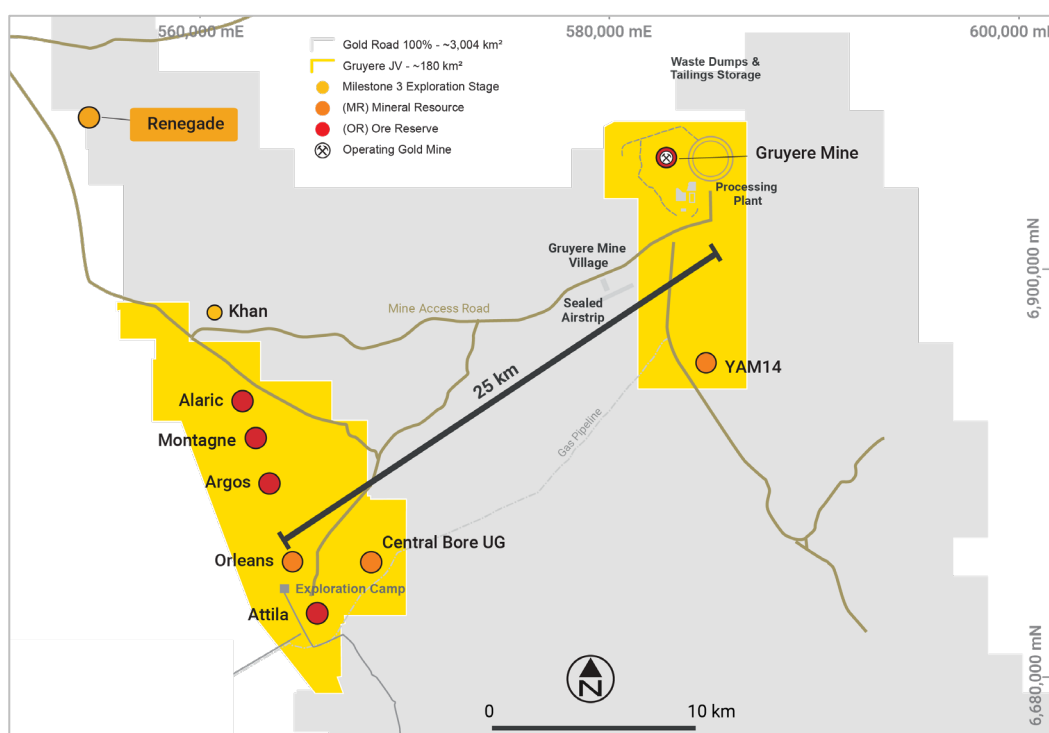 560,000 mE
580,000 mE
600,000 mE
Gold Road 100% - ~3,004 km²
Gruyere JV - ~180 km²
Milestone 3 Exploration Stage
(MR) Mineral Resource
(OR) Ore Reserve
Operating Gold Mine
Waste Dumps &
Tailings Storage
Renegade
Gruyere Mine
Processing
Plant
Gruyere Mine
Village
Sealed
Airstrip
6,900,000 mN
Khan
Mine Access Road
25 km
YAM14
Alaric
Montagne
Gas Pipeline
Argos
Orleans
Central Bore UG
Exploration Camp
Attila
N
6,680,000 mN
0
10 km